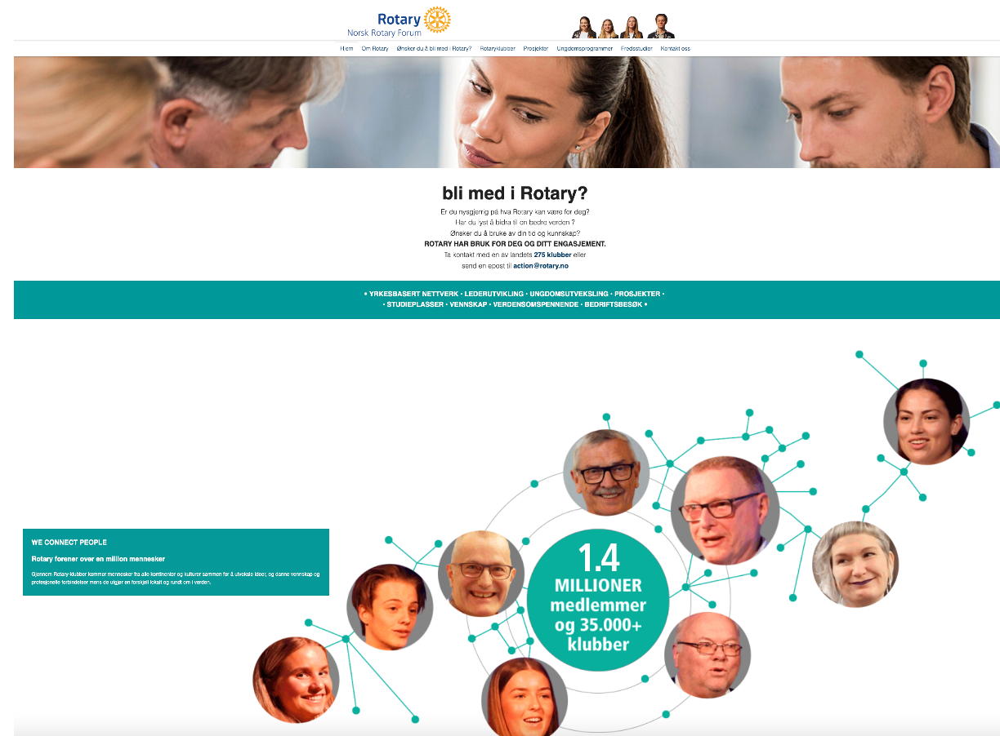 Rotary
Norsk Rotary Forum
Hjem Om Rotary Ønsker du å bli med i Rotary? Rotaryklubber Prosjekter Ungdomsprogrammer Fredsstudier Kontakt oss
bli med i Rotary?
Er du nysgjerrig på hva Rotary kan være for deg?
Har du lyst å bidra til en bedre verden ?
Ønsker du å bruke av din tid og kunnskap?
ROTARY HAR BRUK FOR DEG OG DITT ENGASJEMENT.
Ta kontakt med en av landets 275 klubber eller
send en epost til action@rotary.no
• YRKESBASERT NETTVERK • LEDERUTVIKLING • UNGDOMSUTVEKSLING • PROSJEKTER •
• STUDIEPLASSER • VENNSKAP • VERDENSOMSPENNENDE • BEDRIFTSBESØK •
WE CONNECT PEOPLE
Rotary forener over en million mennesker
Gjennom Rotary-klubber kommer mennesker fra alle kontinenter og kulturer sammen for å utveksle ideer, og danne vennskap og
profesjonelle forbindelser mens de utgjør en forskjell lokalt og rundt om i verden.
1.4
MILLIONER
medlemmer
og 35.000+
klubber